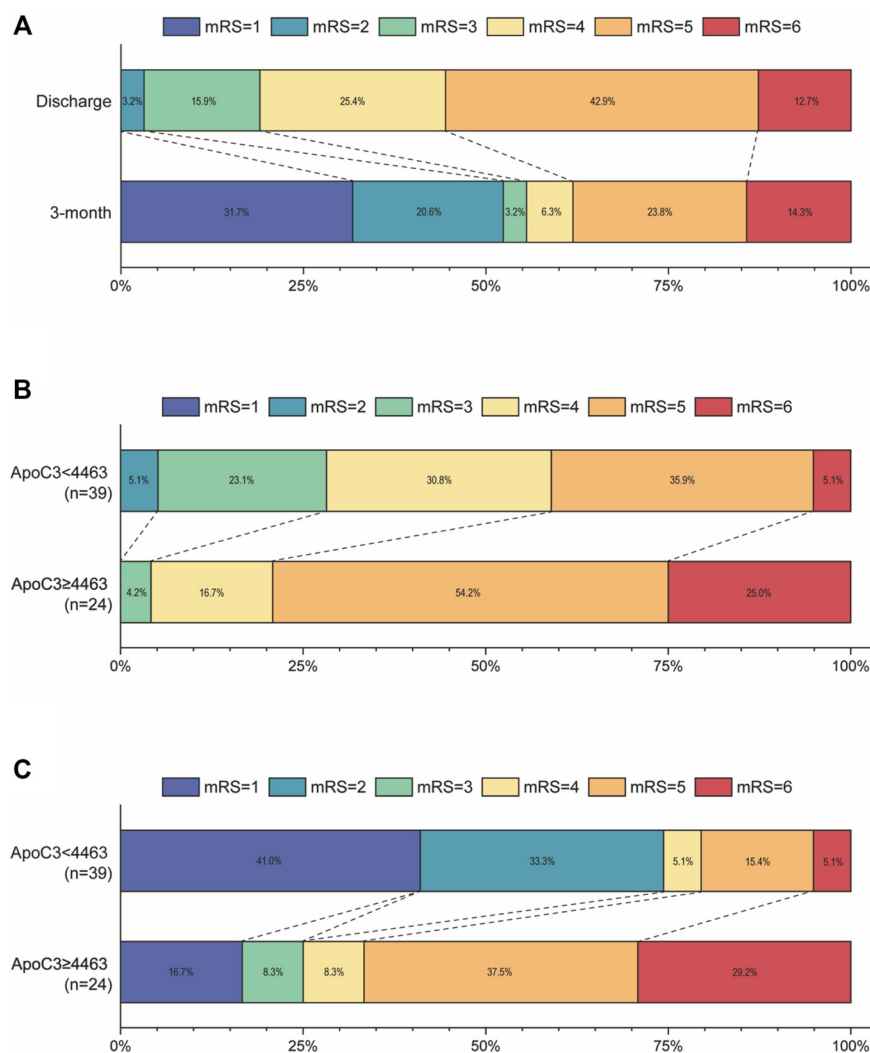 A
mRS=1 mRS=2 mRS=3 mRS=4 mRS=5 mRS=6
Discharge 3.2% 15.9% 25.4% 42.9% 12.7%
3-month 31.7% 20.6% 3.2% 6.3% 23.8% 14.3%
0% 25% 50% 75% 100%
B
mRS=1 mRS=2 mRS=3 mRS=4 mRS=5 mRS=6
ApoC3<4463
(n=39)
5.1% 23.1% 30.8% 35.9% 5.1%
ApoC3≥4463
(n=24)
4.2% 16.7% 54.2% 25.0%
0% 25% 50% 75% 100%
C
mRS=1 mRS=2 mRS=3 mRS=4 mRS=5 mRS=6
ApoC3<4463
(n=39)
41.0% 33.3% 5.1% 15.4% 5.1%
ApoC3≥4463
(n=24)
16.7% 8.3% 8.3% 37.5% 29.2%
0% 25% 50% 75% 100%